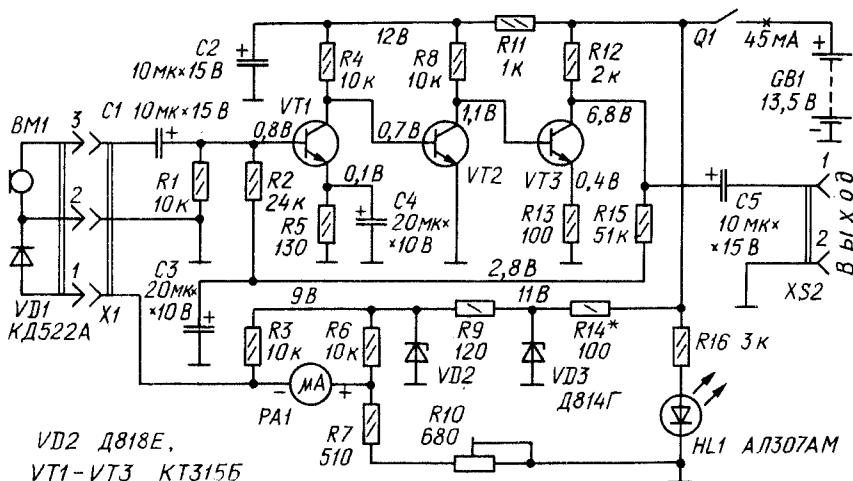 12В
Q1
45мА
C2
10мк×15В
R4
10к
R8
10к
R11
1к
R12
2к
GB1
13,5В
C1 10мк×15В
BM1
3
VT1
0,8В
0,7В
1,1В
6,8В
VT2
VT3
0,1В
0,4В
R1
10к
R2
24к
R5
130
C4
20мк×
×10В
R13
100
R15
51к
C5
10мк×
×15В
1
2
ВЫХОД
XS2
2
1
VD1
КД522А
X1
C3
20мк×
×10В
2,8В
9В
11В
R3
10к
R6
10к
R9
120
R14*
100
R16 3к
VD2
VD3
Д814Г
μА
PA1
R7
510
R10
680
HL1 АЛ307АМ
VD2 Д818Е,
VT1-VT3 КТ315Б